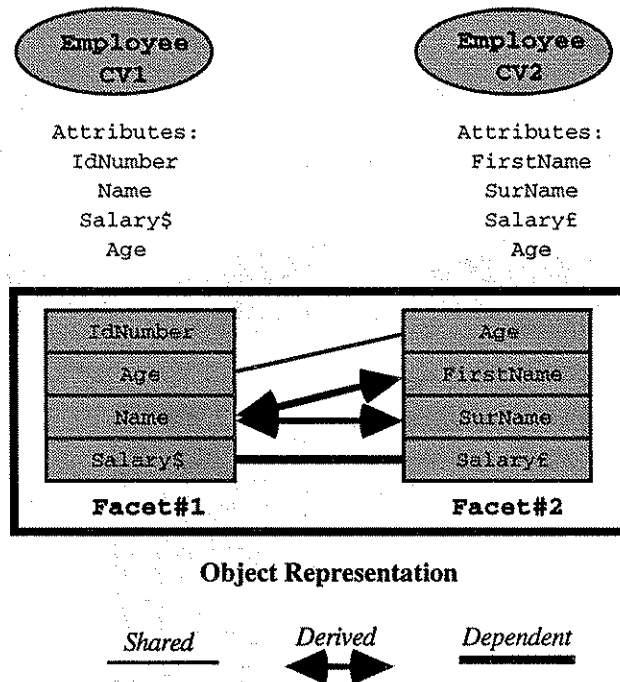 Employee
CV1
Employee
CV2
Attributes:
IdNumber
Name
Salary$
Age
Attributes:
FirstName
SurName
Salary£
Age
IdNumber
Age
Name
Salary$
Facet#1
Age
FirstName
SurName
Salary£
Facet#2
Object Representation
Shared
Derived
Dependent